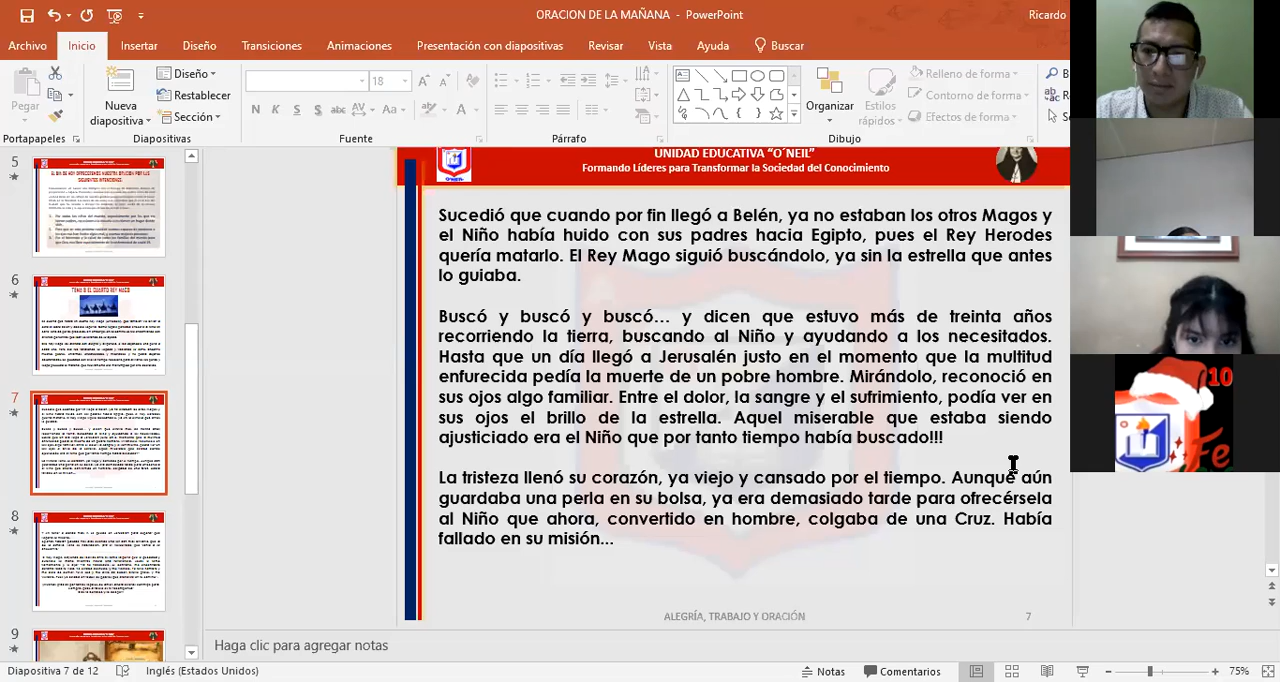 ORACION DE LA MAÑANA - PowerPoint
Ricardo
Archivo Inicio Insertar Diseño Transiciones Animaciones Presentación con diapositivas Revisar Vista Ayuda Buscar
Pegar
Nueva diapositiva
Diseño
Restablecer
Sección
18
N K S S abc AV Aa A
Organizar
Estilos rápidos
Relleno de forma
Contorno de forma
Efectos de forma
Portapapeles Diapositivas Fuente Párrafo Dibujo
5
6
7
8
9
UNIDAD EDUCATIVA “O´NEIL”
Formando Líderes para Transformar la Sociedad del Conocimiento
Sucedió que cuando por fin llegó a Belén, ya no estaban los otros Magos y
el Niño había huido con sus padres hacia Egipto, pues el Rey Herodes
quería matarlo. El Rey Mago siguió buscándolo, ya sin la estrella que antes
lo guiaba.
Buscó y buscó y buscó... y dicen que estuvo más de treinta años
recorriendo la tierra, buscando al Niño y ayudando a los necesitados.
Hasta que un día llegó a Jerusalén justo en el momento que la multitud
enfurecida pedía la muerte de un pobre hombre. Mirándolo, reconoció en
sus ojos algo familiar. Entre el dolor, la sangre y el sufrimiento, podía ver en
sus ojos el brillo de la estrella. Aquel miserable que estaba siendo
ajusticiado era el Niño que por tanto tiempo había buscado!!!
La tristeza llenó su corazón, ya viejo y cansado por el tiempo. Aunque aún
guardaba una perla en su bolsa, ya era demasiado tarde para ofrecérsela
al Niño que ahora, convertido en hombre, colgaba de una Cruz. Había
fallado en su misión...
ALEGRÍA, TRABAJO Y ORACIÓN 7
10
Fe
Haga clic para agregar notas
Diapositiva 7 de 12 Inglés (Estados Unidos) Notas Comentarios 75%